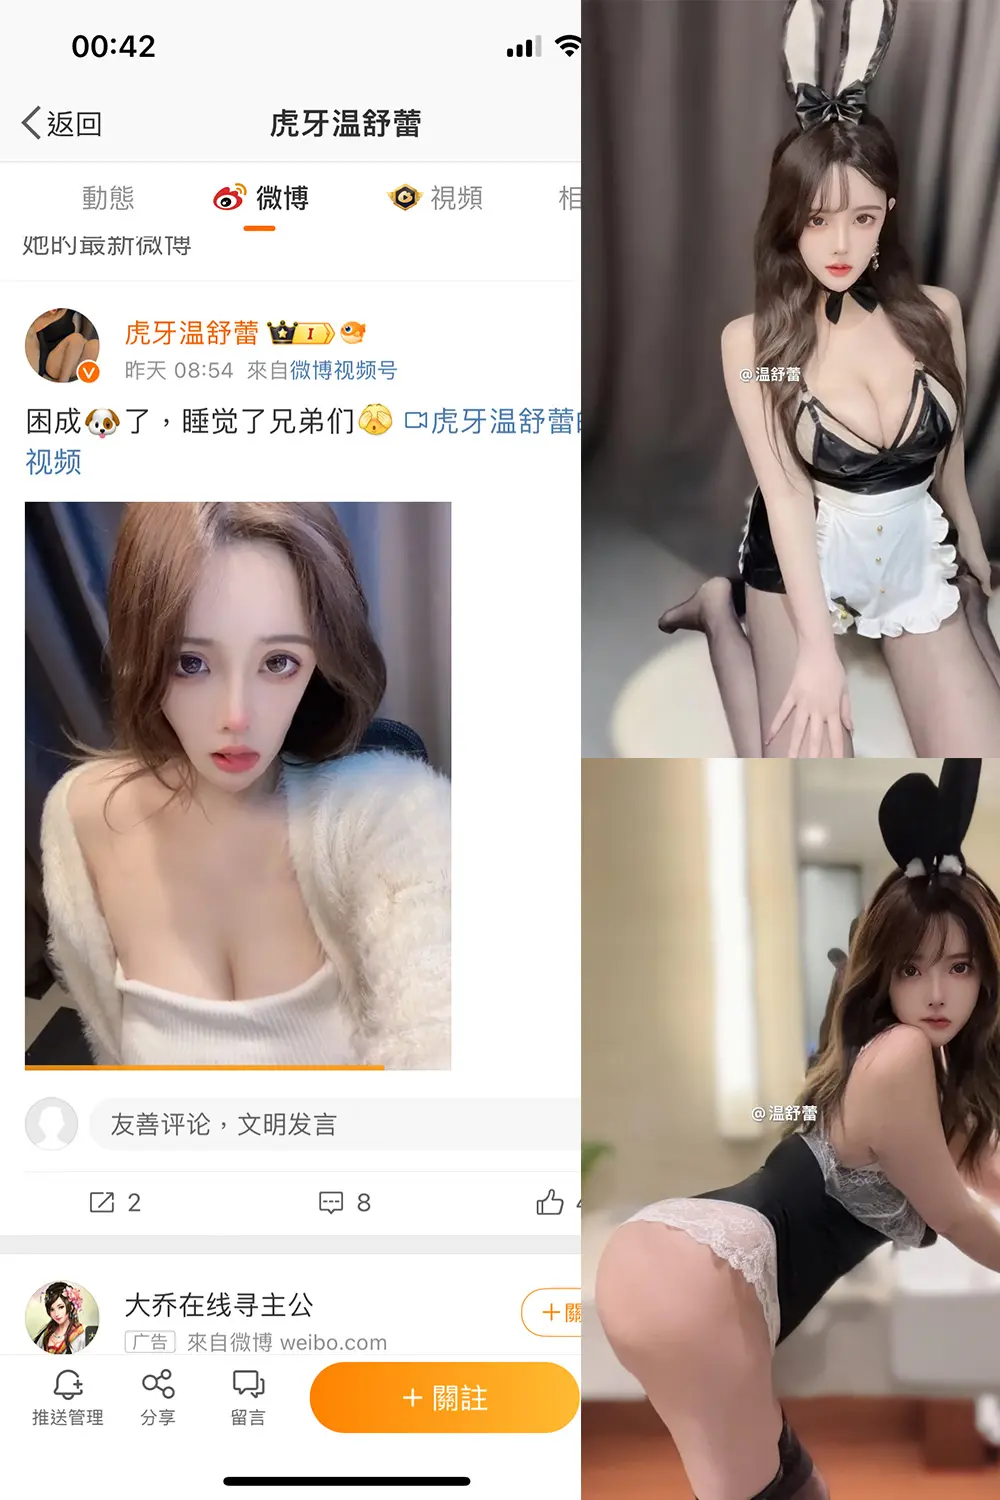 00:42
返回
虎牙温舒蕾
動態
微博
視頻
相
她的最新微博
虎牙温舒蕾 I
昨天 08:54 來自微博视频号
困成了，睡觉了兄弟们 虎牙温舒蕾的
视频
友善评论，文明发言
2
8
4
大乔在线寻主公
广告 來自微博 weibo.com
+關
推送管理
分享
留言
+ 關註
@温舒蕾
@温舒蕾